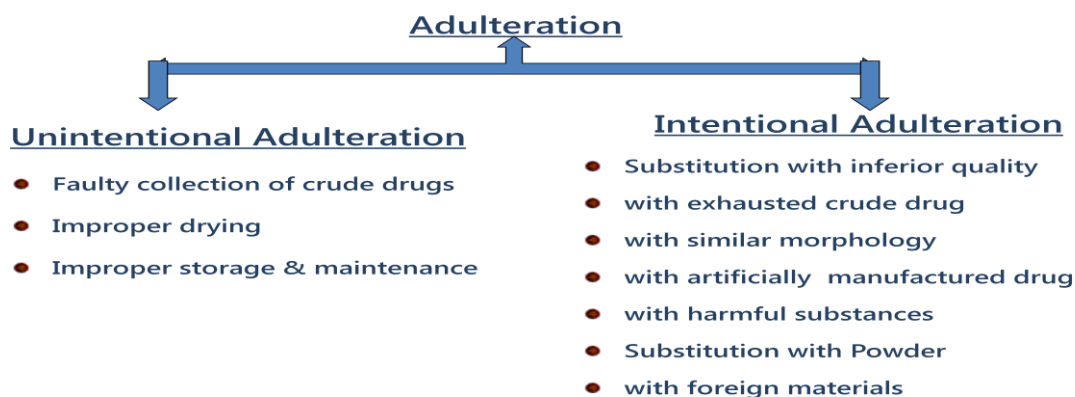 Adulteration
Unintentional Adulteration
Faulty collection of crude drugs
Improper drying
Improper storage & maintenance
Intentional Adulteration
Substitution with inferior quality
with exhausted crude drug
with similar morphology
with artificially manufactured drug
with harmful substances
Substitution with Powder
with foreign materials